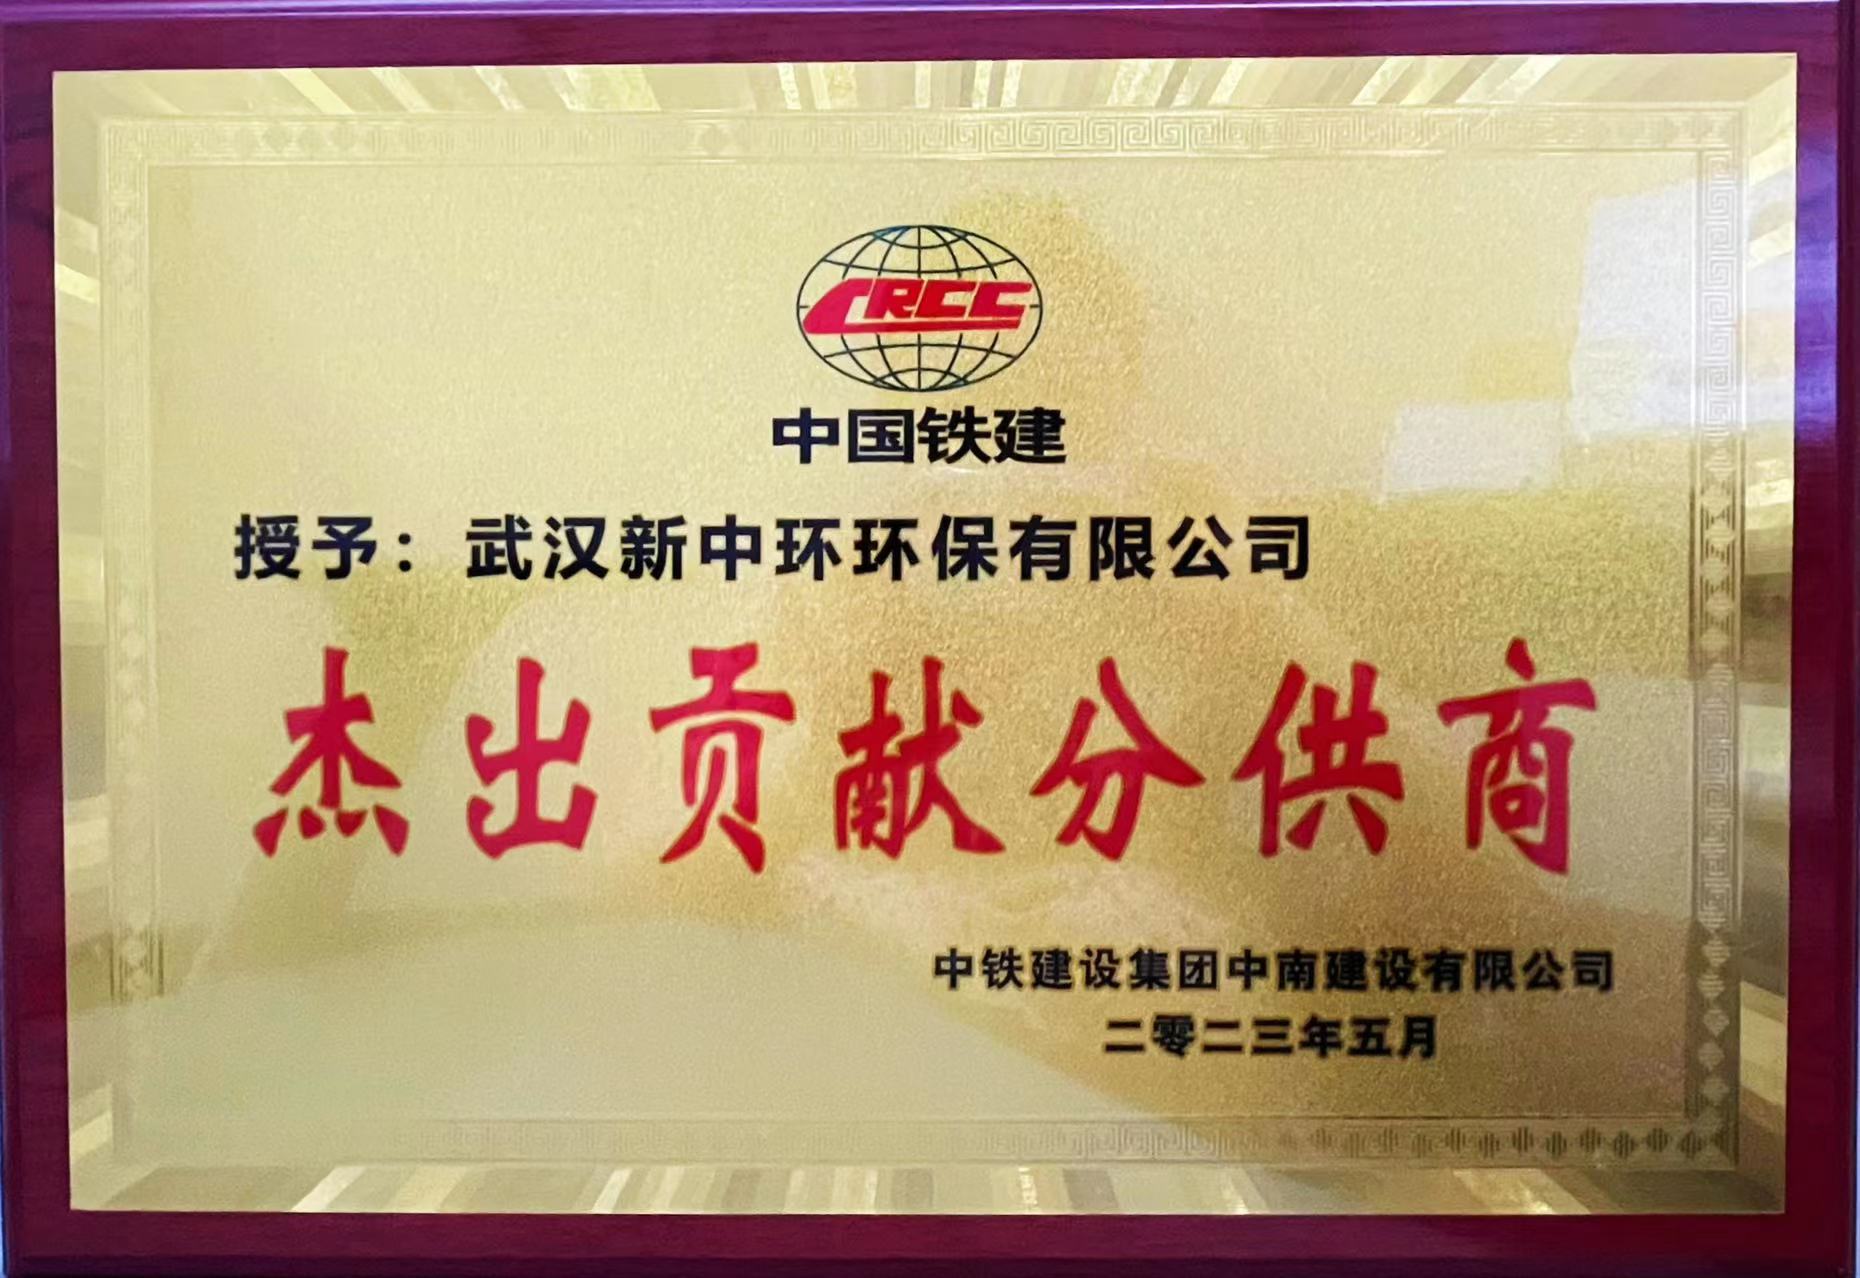 CRCC
中国铁建
授予：武汉新中环环保有限公司
杰出贡献分供商
中铁建设集团中南建设有限公司
二零二三年五月